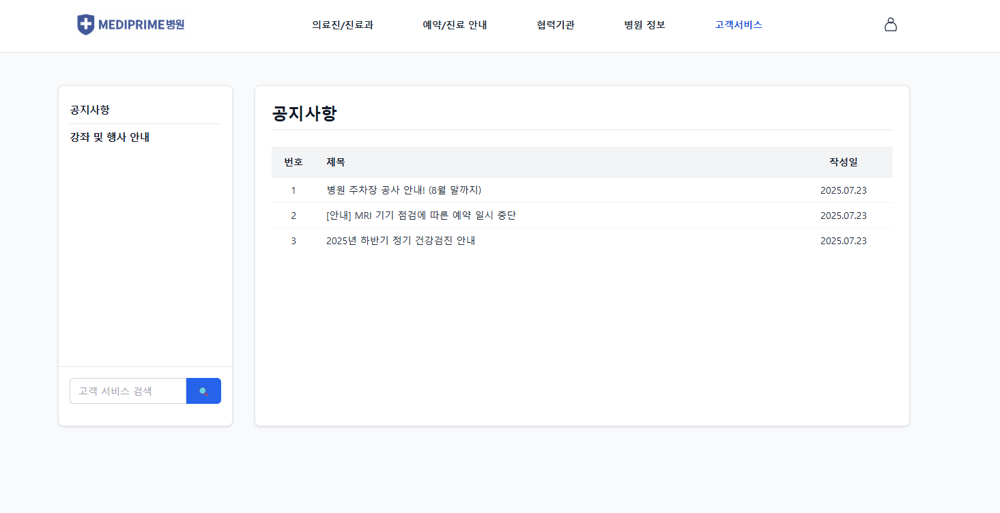 MEDIPRIME병원
의료진/진료과 예약/진료 안내 협력기관 병원 정보 고객서비스
공지사항
강좌 및 행사 안내
고객 서비스 검색
공지사항
번호 제목 작성일
1 병원 주차장 공사 안내! (8월 말까지) 2025.07.23
2 [안내] MRI 기기 점검에 따른 예약 일시 중단 2025.07.23
3 2025년 하반기 정기 건강검진 안내 2025.07.23